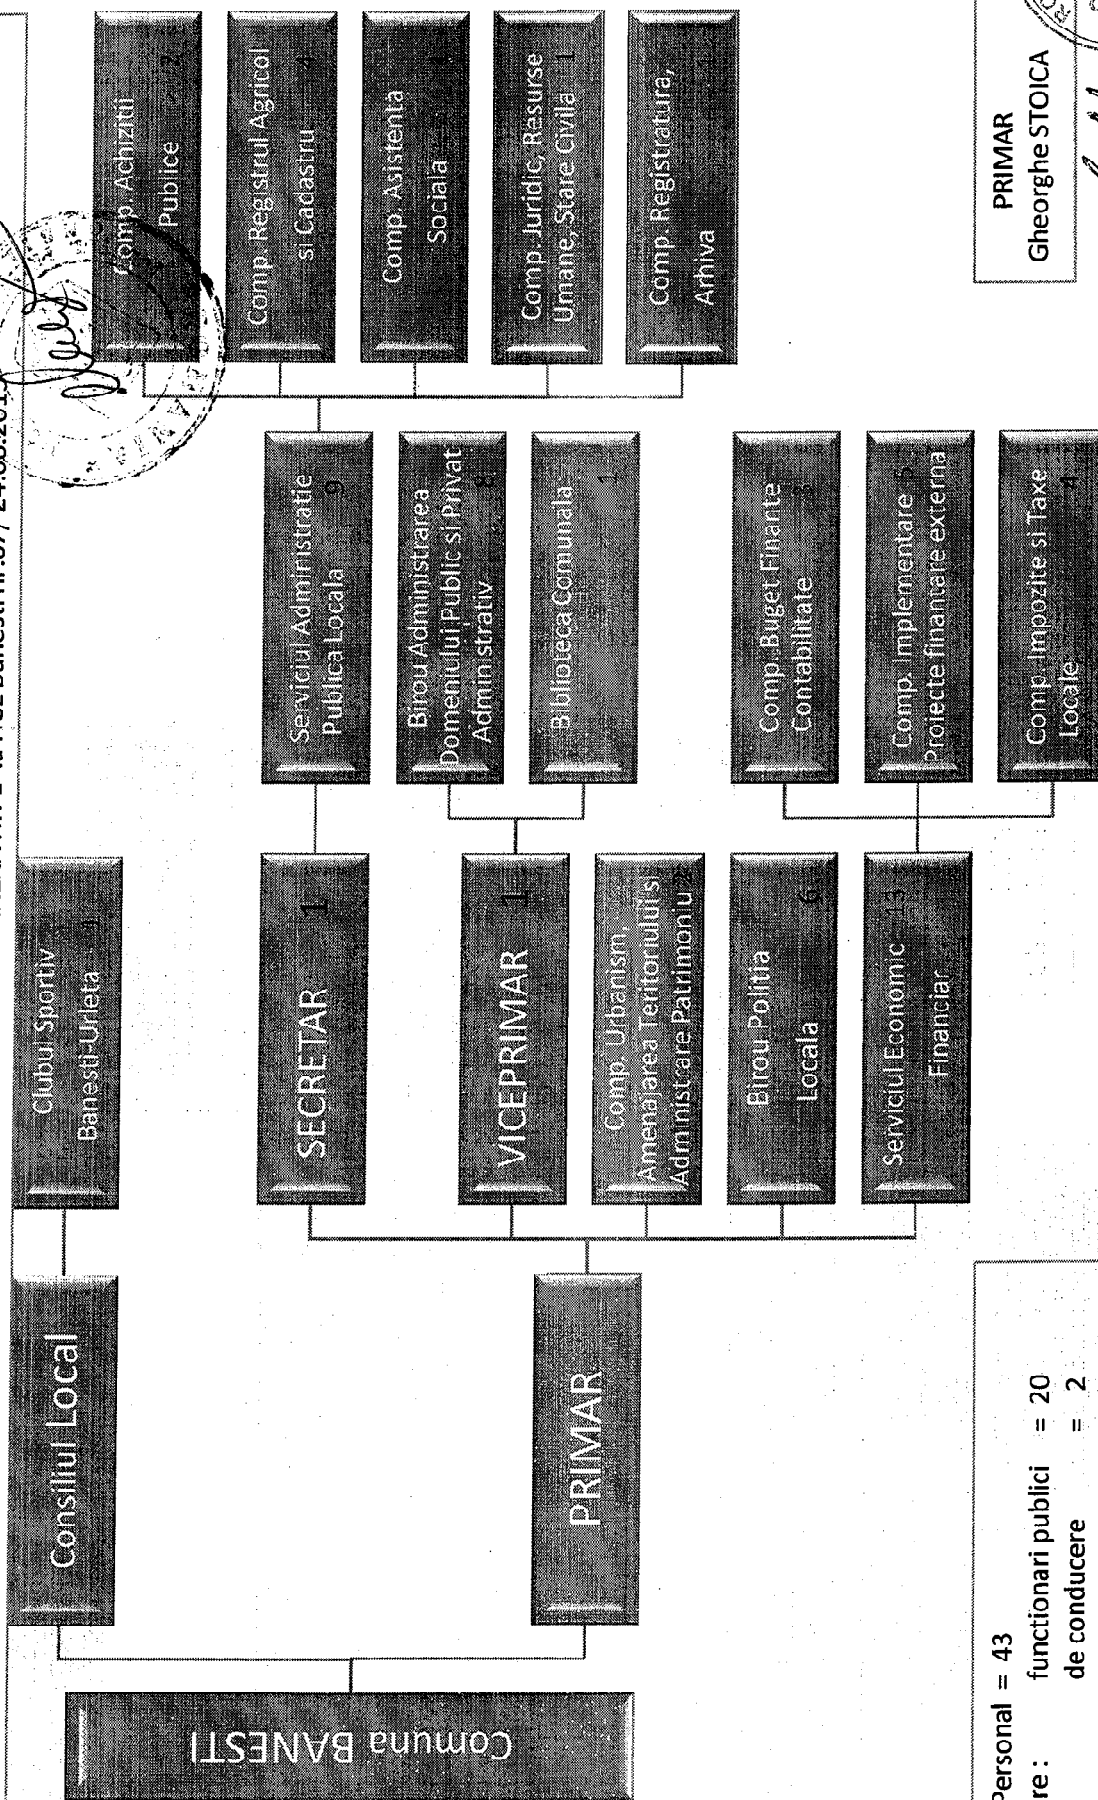 Comuna BANESTI
Consiliul Local
Clubul Sportiv
Banesti-Urleta
PRIMAR
SECRETAR 1
VICEPRIMAR 1
Comp. Urbanism,
Amenajarea Teritoriului si
Administrare Patrimoniu 2
Birou Politia 6
Locala
Serviciul Economic 13
Financiar
Serviciu Administratie 9
Publica Locala
Birou Administrarea
Domeniului Public si Privat 8
Administrativ
Biblioteca Comunala 1
Comp. Buget Finante
Contabilitate
Comp. Implementare
Proiecte finantare externa
Comp. Impozite si Taxe 4
Locale
Comp. Achizitii
Publice
Comp. Registrul Agricol
si Cadastru 4
Comp. Asistenta
Sociala
Comp. Juridic, Resurse
Umane, Stare Civila 1
Comp. Registratura,
Arhiva
Personal = 43
re : functionari publici = 20
de conducere = 2
PRIMAR
Gheorghe STOICA